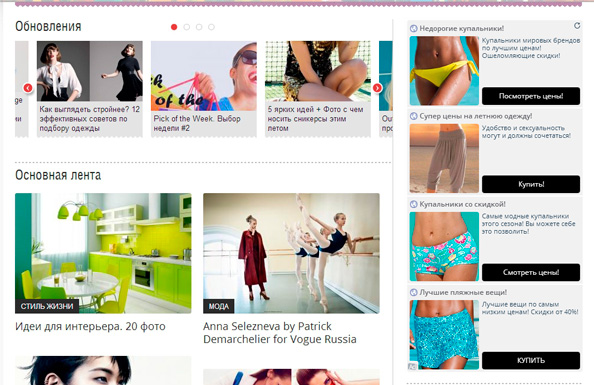 Обновления
ge
Как выглядеть стройнее? 12
эффективных советов по
подбору одежды
of the
Pick of the Week. Выбор
недели #2
5 ярких идей + Фото с чем
носить сникерсы этим
летом
Основная лента
СТИЛЬ ЖИЗНИ
Идеи для интерьера. 20 фото
МОДА
Anna Selezneva by Patrick
Demarchelier for Vogue Russia
Недорогие купальники!
Купальники мировых брендов
по лучшим ценам!
Ошеломляющие скидки!
Посмотреть цены!
Супер цены на летнюю одежду!
Удобство и сексуальность
могут и должны сочетаться!
Купить!
Купальники со скидкой!
Самые модные купальники
этого сезона! Вы можете себе
это позволить!
Смотреть цены!
Лучшие пляжные вещи!
Лучшие вещи по самым
низким ценам! Скидки от 40%!
КУПИТЬ